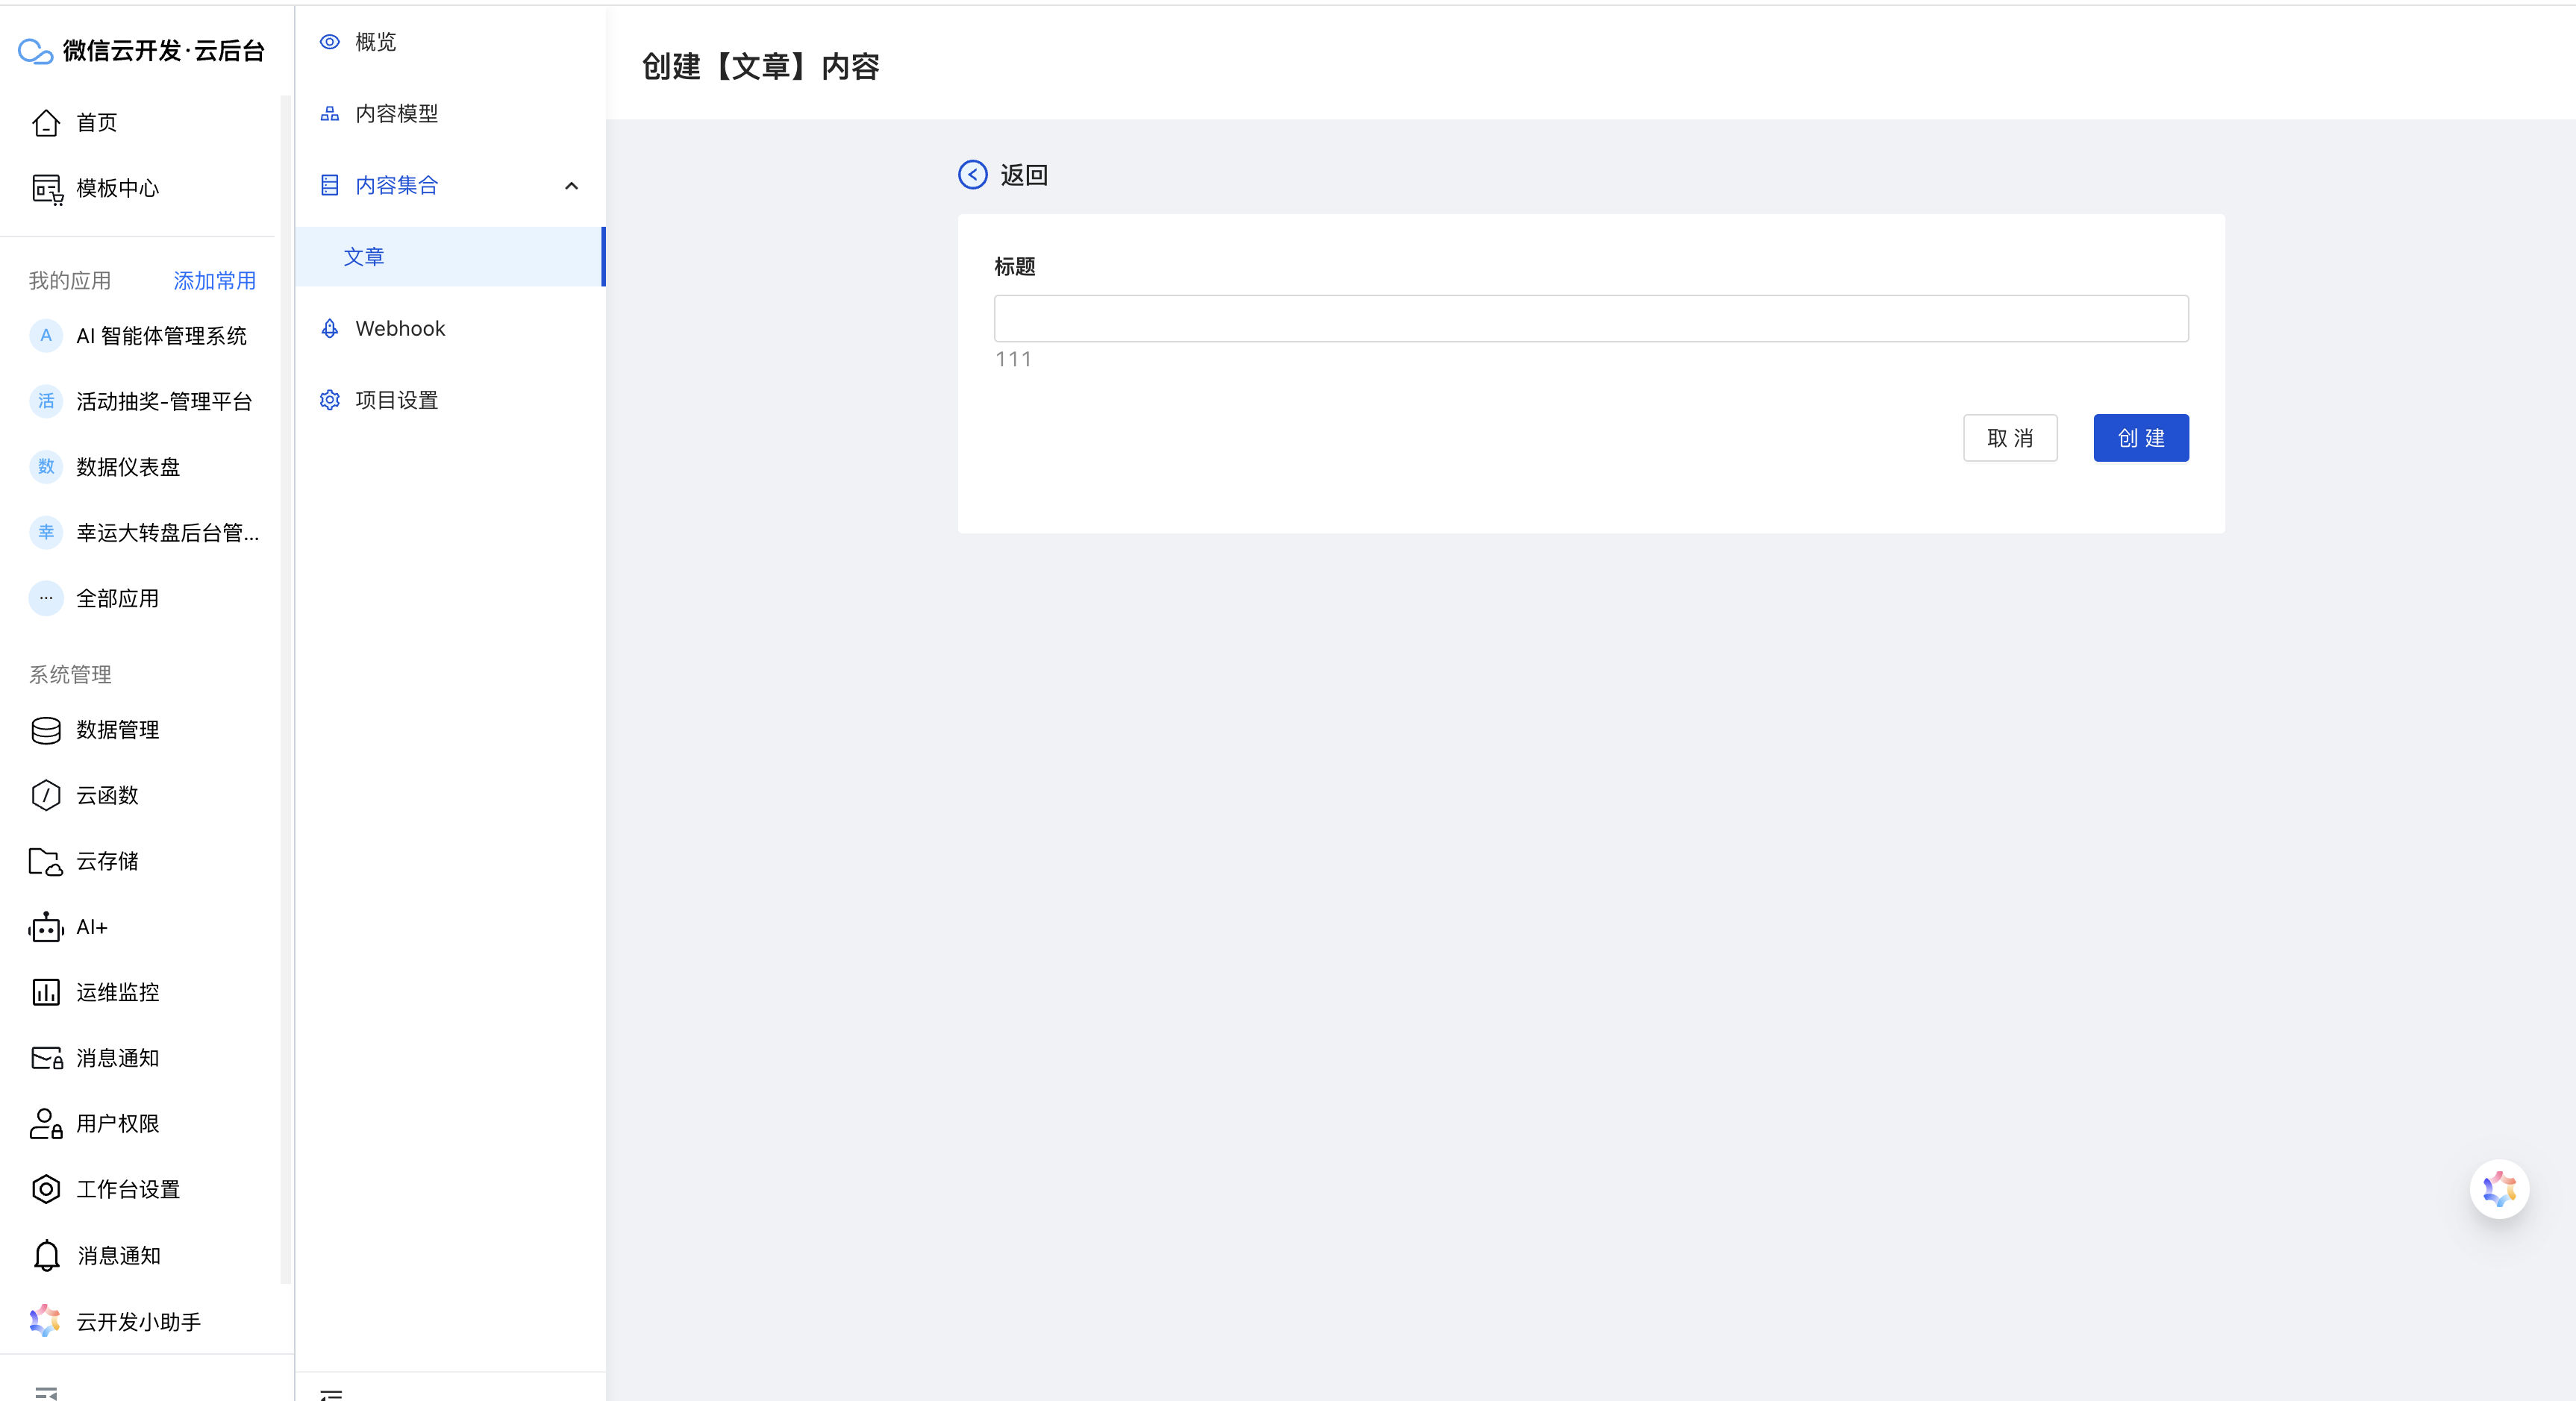 微信云开发·云后台
首页
模板中心
我的应用 添加常用
A AI 智能体管理系统
活 活动抽奖-管理平台
数 数据仪表盘
幸 幸运大转盘后台管...
... 全部应用
系统管理
数据管理
云函数
云存储
AI+
运维监控
消息通知
用户权限
工作台设置
消息通知
云开发小助手
概览
内容模型
内容集合
文章
Webhook
项目设置
创建【文章】内容
返回
标题
111
取 消 创 建